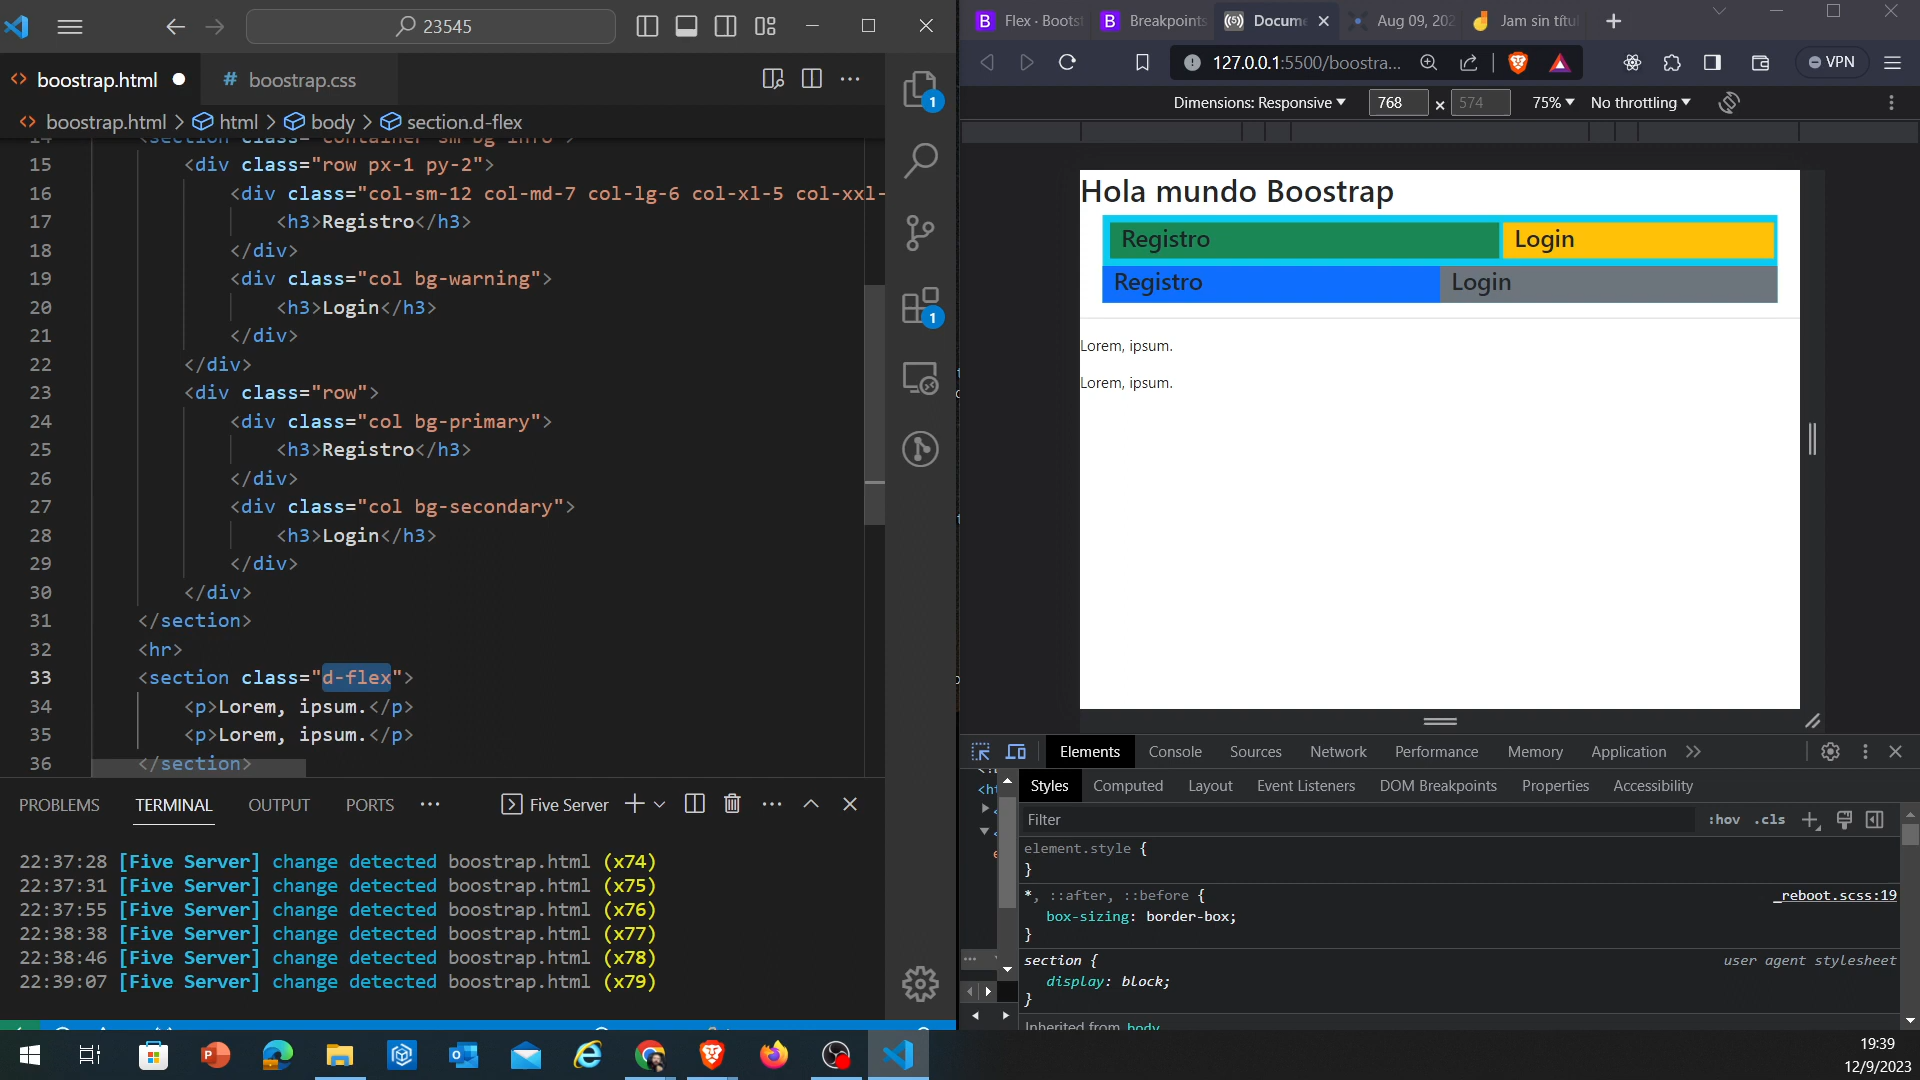 23545
boostrap.html
# boostrap.css
boostrap.html > html > body > section.d-flex
15 <div class="row px-1 py-2">
16 <div class="col-sm-12 col-md-7 col-lg-6 col-xl-5 col-xxl-
17 <h3>Registro</h3>
18 </div>
19 <div class="col bg-warning">
20 <h3>Login</h3>
21 </div>
22 </div>
23 <div class="row">
24 <div class="col bg-primary">
25 <h3>Registro</h3>
26 </div>
27 <div class="col bg-secondary">
28 <h3>Login</h3>
29 </div>
30 </div>
31 </section>
32 <hr>
33 <section class="d-flex">
34 <p>Lorem, ipsum.</p>
35 <p>Lorem, ipsum.</p>
36 </section>
1
1
PROBLEMS TERMINAL OUTPUT PORTS ··· Five Server
22:37:28 [Five Server] change detected boostrap.html (x74)
22:37:31 [Five Server] change detected boostrap.html (x75)
22:37:55 [Five Server] change detected boostrap.html (x76)
22:38:38 [Five Server] change detected boostrap.html (x77)
22:38:46 [Five Server] change detected boostrap.html (x78)
22:39:07 [Five Server] change detected boostrap.html (x79)
Flex · Boots
Breakpoints
Docum
Aug 09, 202
Jam sin títu
127.0.0.1:5500/boostra...
VPN
Dimensions: Responsive 768 × 574 75% No throttling
Hola mundo Boostrap
Registro Login
Registro Login
Lorem, ipsum.
Lorem, ipsum.
Elements Console Sources Network Performance Memory Application
Styles Computed Layout Event Listeners DOM Breakpoints Properties Accessibility
Filter :hov .cls
element.style {
}
*, ::after, ::before { _reboot.scss:19
box-sizing: border-box;
}
section { user agent stylesheet
display: block;
}
Inherited from body
19:39
12/9/2023